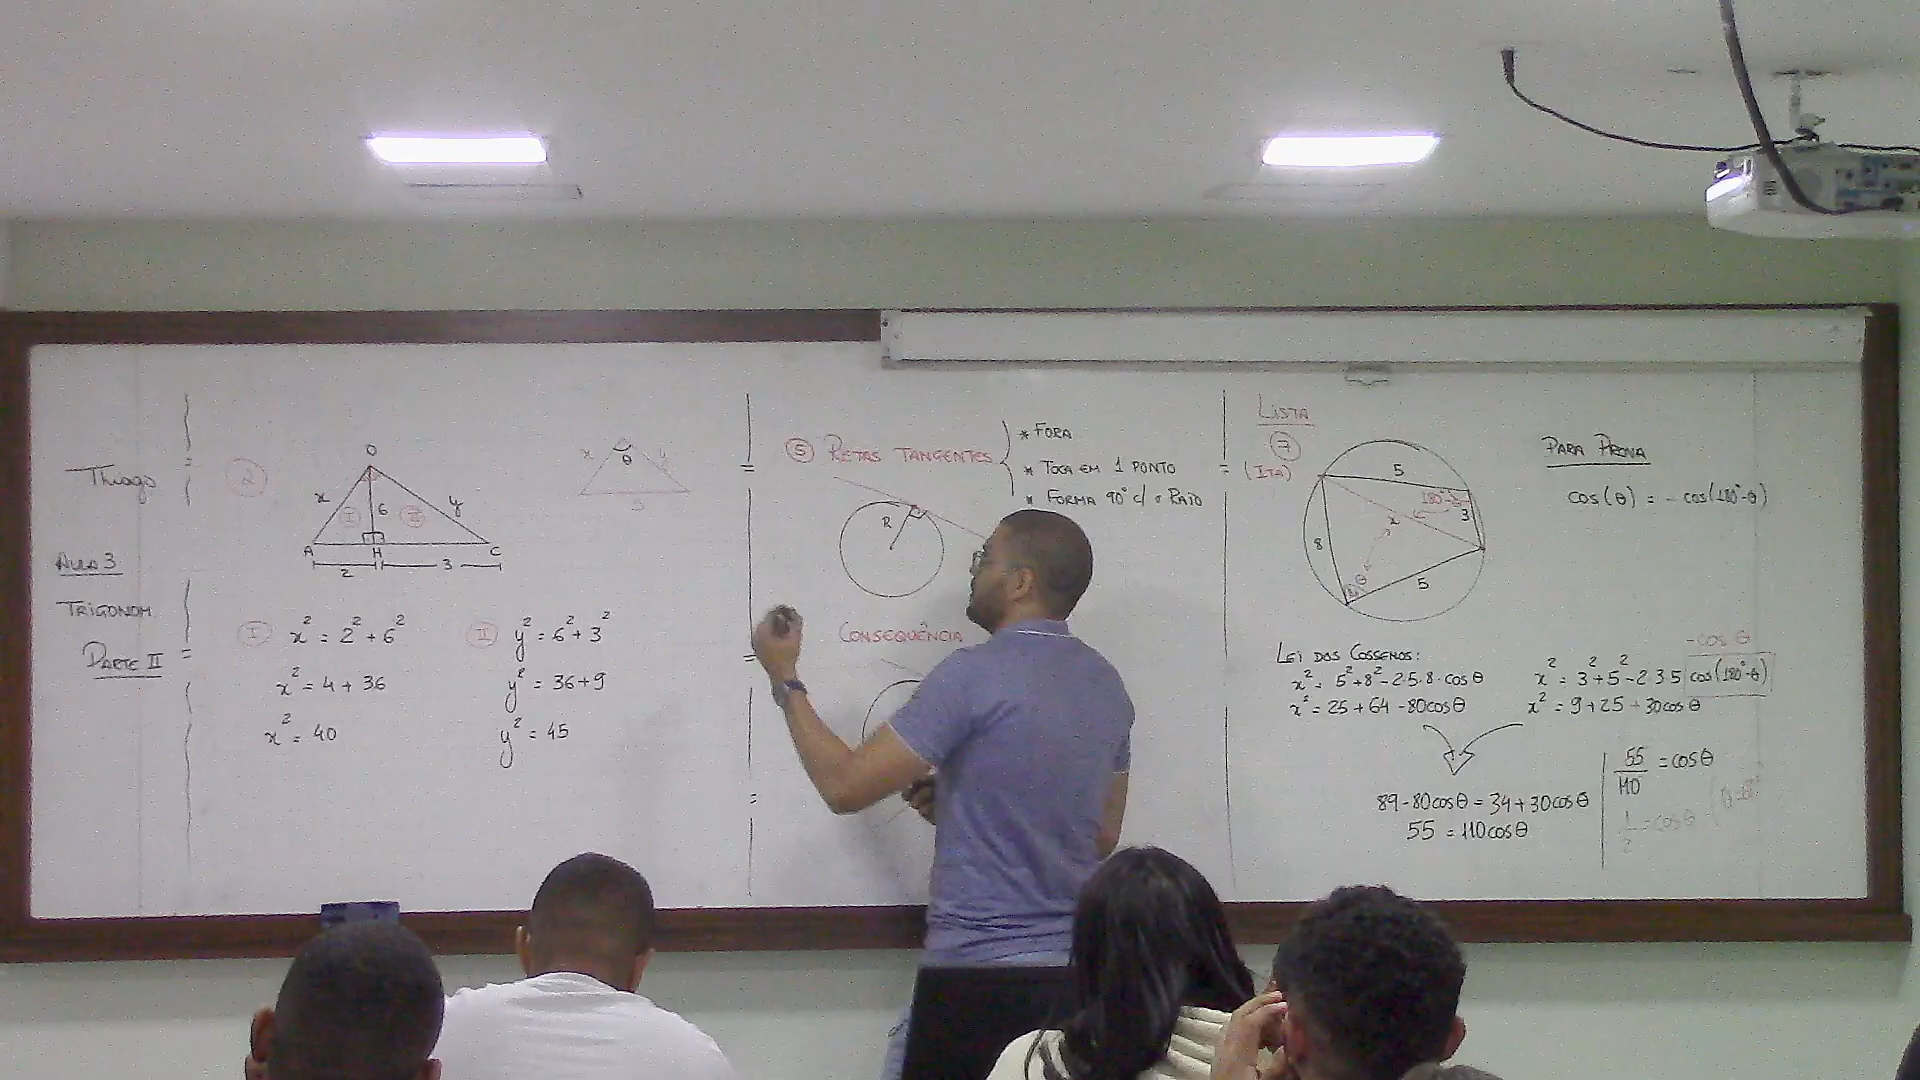 Thiago
Aula 3
Trigonom.
Parte II
2
O
x
y
I
6
II
A
H
C
2
3
x
θ
y
5
I x² = 2² + 6²
x² = 4 + 36
x² = 40
II y² = 6² + 3²
y² = 36 + 9
y² = 45
5 Retas Tangentes
* Fora
* Toca em 1 ponto
* Forma 90° c/ o Raio
R
Consequência
Lista
7
(Ita)
5
180°-θ
3
x
8
θ
5
Para Prova
cos(θ) = - cos(180°-θ)
Lei dos Cossenos:
x² = 5² + 8² - 2·5·8·cosθ
x² = 25 + 64 - 80cosθ
-cos θ
x² = 3² + 5² - 2·3·5 cos(180°-θ)
x² = 9 + 25 + 30cosθ
89 - 80cosθ = 34 + 30cosθ
55 = 110cosθ
55/110 = cosθ
1/2 = cosθ